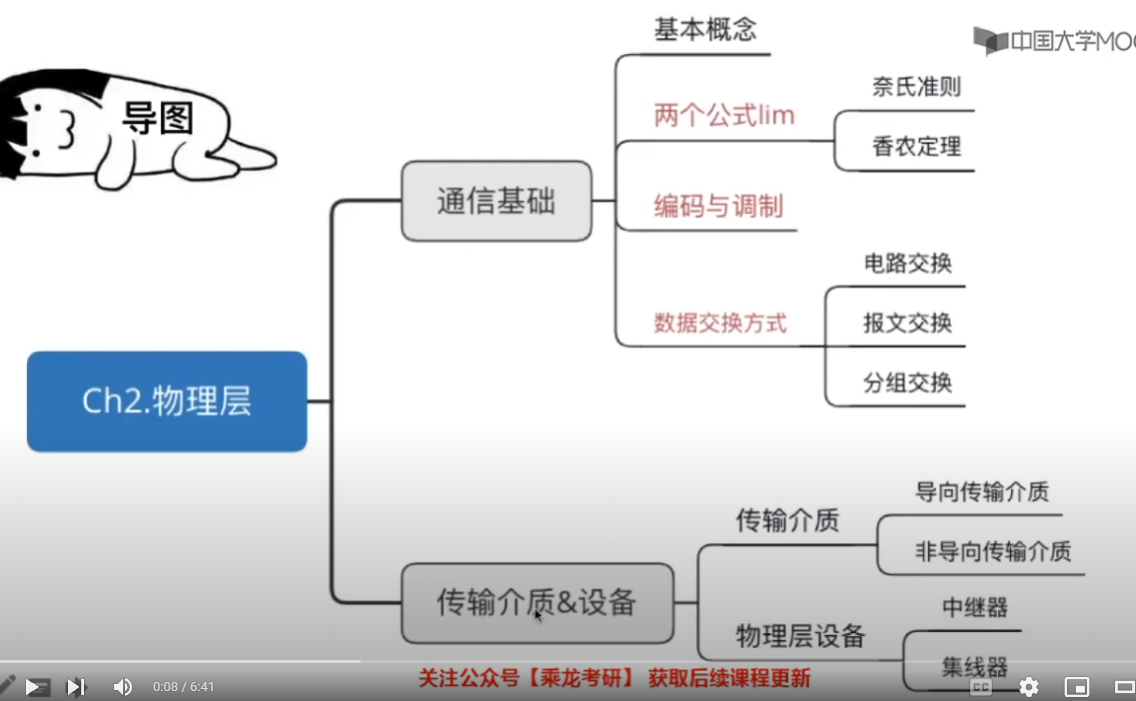 基本概念
中国大学MOO
导图
两个公式lim
奈氏准则
香农定理
通信基础
编码与调制
数据交换方式
电路交换
报文交换
分组交换
Ch2.物理层
传输介质&设备
传输介质
导向传输介质
非导向传输介质
物理层设备
中继器
集线器
关注公众号【乘龙考研】 获取后续课程更新
0:08 / 6:41
CC